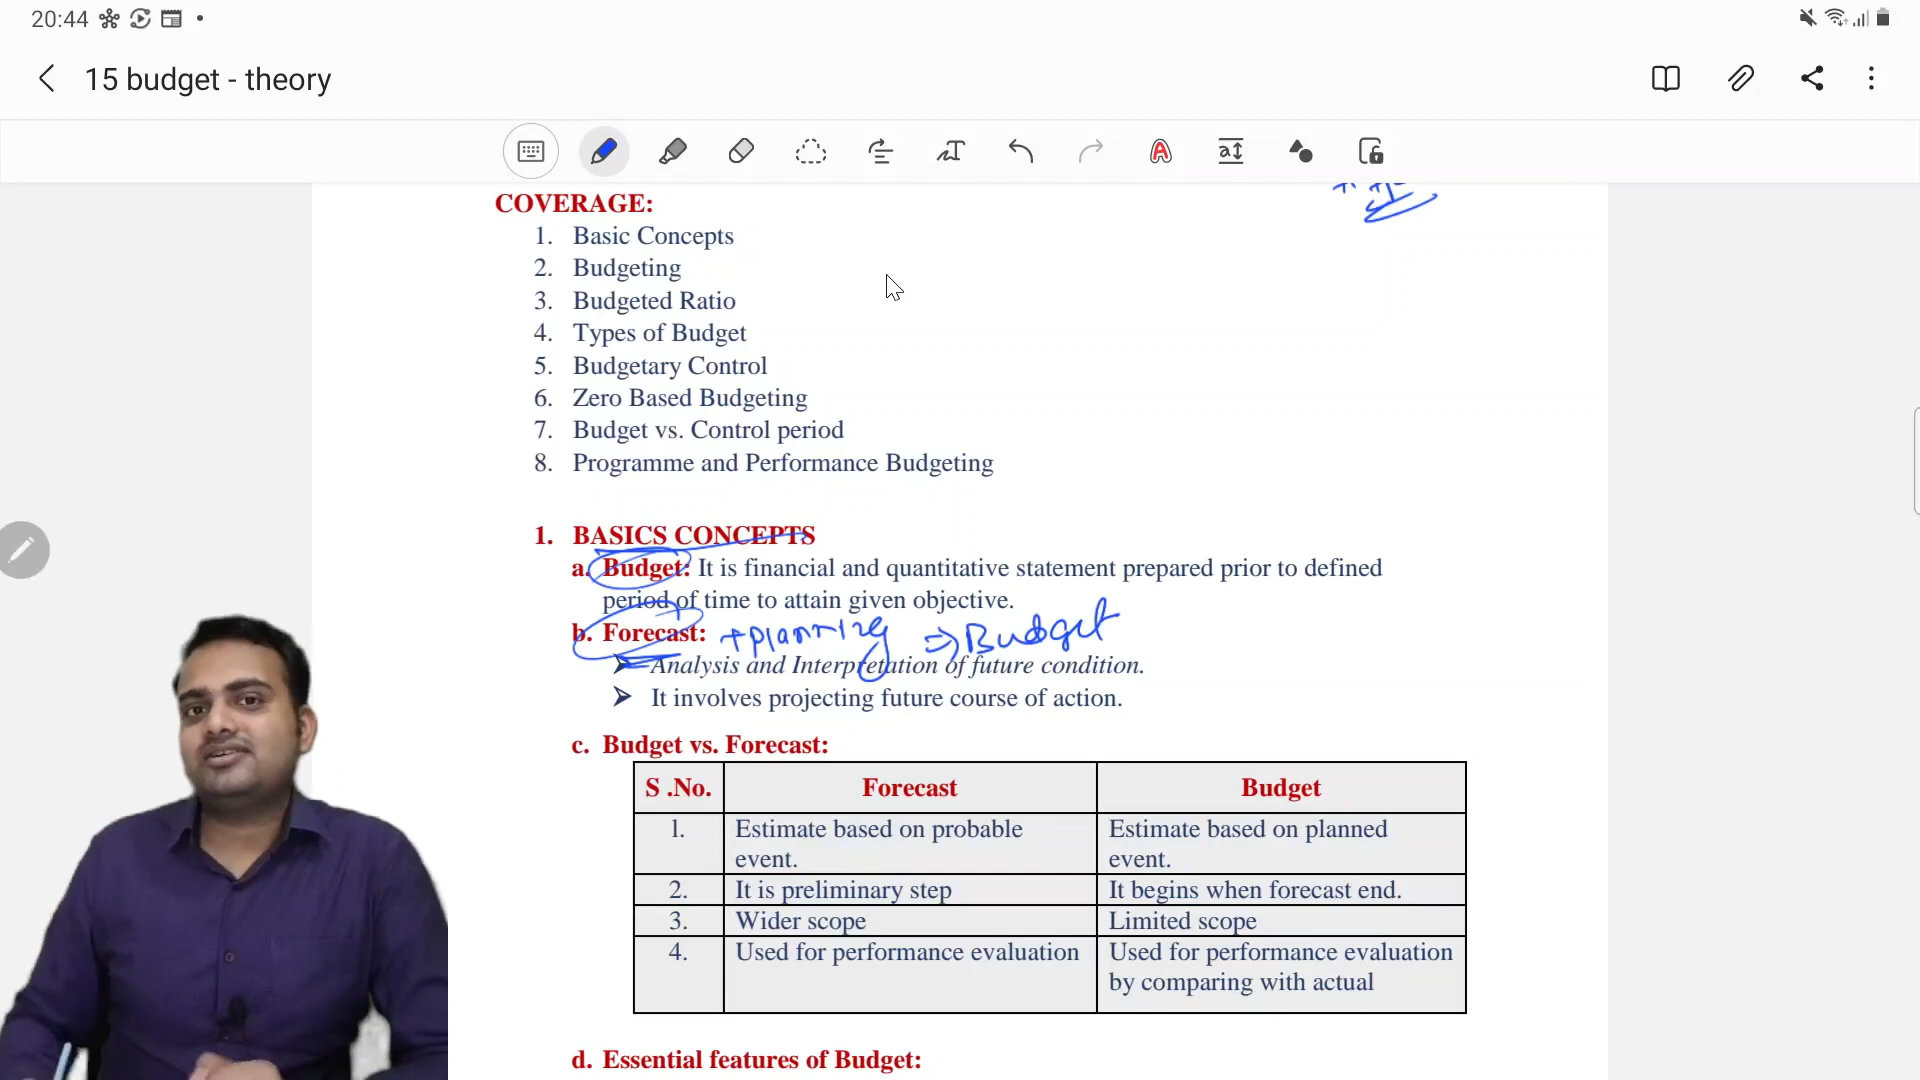 20:44
15 budget - theory
COVERAGE:
1. Basic Concepts
2. Budgeting
3. Budgeted Ratio
4. Types of Budget
5. Budgetary Control
6. Zero Based Budgeting
7. Budget vs. Control period
8. Programme and Performance Budgeting
1. BASICS CONCEPTS
a. Budget: It is financial and quantitative statement prepared prior to defined
period of time to attain given objective.
b. Forecast: + planning ⇒ Budget
➤ Analysis and Interpretation of future condition.
➤ It involves projecting future course of action.
c. Budget vs. Forecast:
S .No. Forecast Budget
1. Estimate based on probable event. Estimate based on planned event.
2. It is preliminary step It begins when forecast end.
3. Wider scope Limited scope
4. Used for performance evaluation Used for performance evaluation by comparing with actual
d. Essential features of Budget: